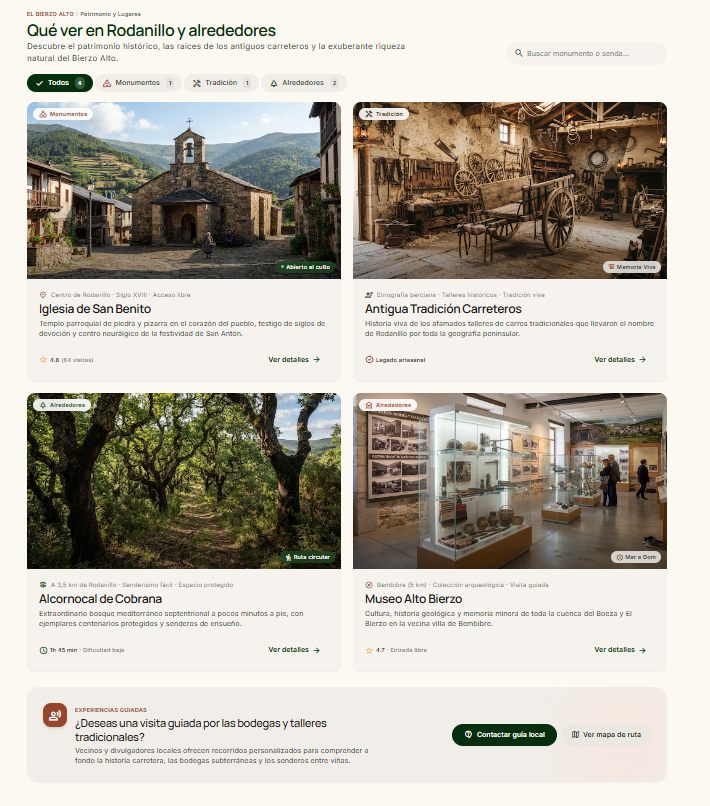 EL BIERZO ALTO / Patrimonio y Lugares
Qué ver en Rodanillo y alrededores
Descubre el patrimonio histórico, las raíces de los antiguos carreteros y la exuberante riqueza
natural del Bierzo Alto.
Buscar monumento o senda...
Todos 4
Monumentos 1
Tradición 1
Alrededores 2
Monumentos
Abierto al culto
Centro de Rodanillo · Siglo XVIII · Acceso libre
Iglesia de San Benito
Templo parroquial de piedra y pizarra en el corazón del pueblo, testigo de siglos de
devoción y centro neurálgico de la festividad de San Antón.
4.8 (64 visitas)
Ver detalles →
Tradición
Memoria Viva
Etnografía berciana · Talleres históricos · Tradición viva
Antigua Tradición Carreteros
Historia viva de los afamados talleres de carros tradicionales que llevaron el nombre
de Rodanillo por toda la geografía peninsular.
Legado artesanal
Ver detalles →
Alrededores
Ruta circular
A 3,5 km de Rodanillo · Senderismo fácil · Espacio protegido
Alcornocal de Cobrana
Extraordinario bosque mediterráneo septentrional a pocos minutos a pie, con
ejemplares centenarios protegidos y senderos de ensueño.
1h 45 min · Dificultad baja
Ver detalles →
Alrededores
Mar a Dom
Bembibre (5 km) · Colección arqueológica · Visita guiada
Museo Alto Bierzo
Cultura, historia geológica y memoria minera de toda la cuenca del Boeza y El
Bierzo en la vecina villa de Bembibre.
4.7 · Entrada libre
Ver detalles →
EXPERIENCIAS GUIADAS
¿Deseas una visita guiada por las bodegas y talleres
tradicionales?
Vecinos y divulgadores locales ofrecen recorridos personalizados para comprender a
fondo la historia carretera, las bodegas subterráneas y los senderos entre viñas.
Contactar guía local
Ver mapa de ruta